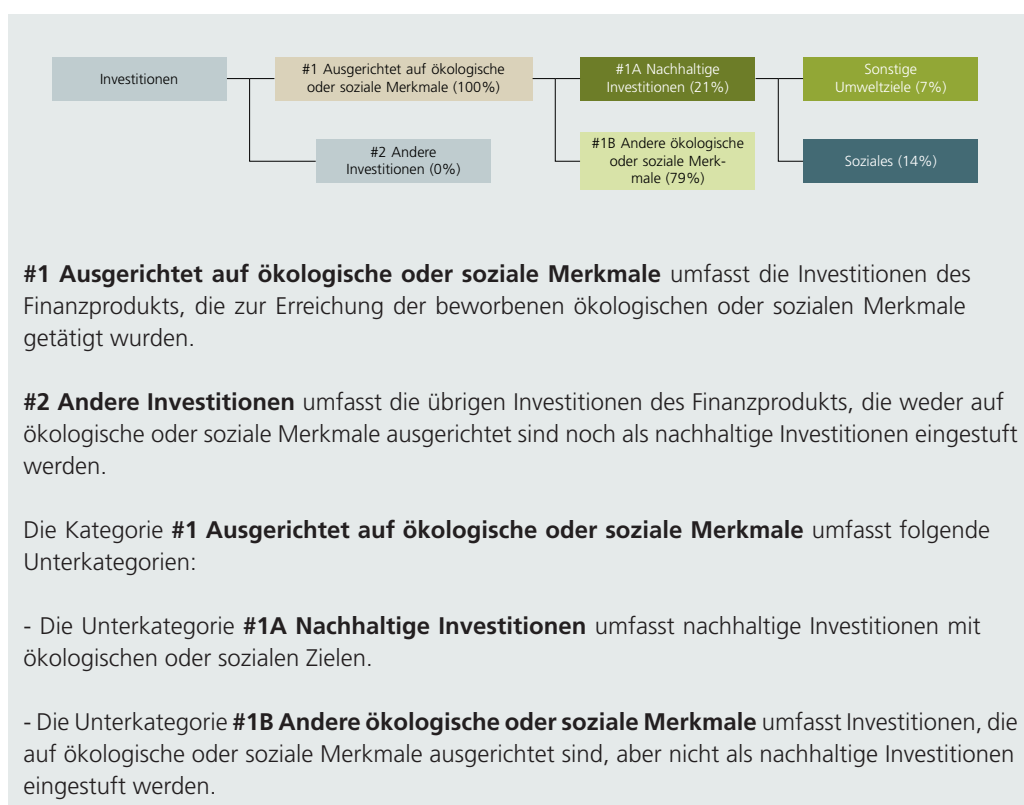 Investitionen
#1 Ausgerichtet auf ökologische
oder soziale Merkmale (100%)
#1A Nachhaltige
Investitionen (21%)
Sonstige
Umweltziele (7%)
#2 Andere
Investitionen (0%)
#1B Andere ökologische
oder soziale Merk-
male (79%)
Soziales (14%)
#1 Ausgerichtet auf ökologische oder soziale Merkmale umfasst die Investitionen des
Finanzprodukts, die zur Erreichung der beworbenen ökologischen oder sozialen Merkmale
getätigt wurden.
#2 Andere Investitionen umfasst die übrigen Investitionen des Finanzprodukts, die weder auf
ökologische oder soziale Merkmale ausgerichtet sind noch als nachhaltige Investitionen eingestuft
werden.
Die Kategorie #1 Ausgerichtet auf ökologische oder soziale Merkmale umfasst folgende
Unterkategorien:
- Die Unterkategorie #1A Nachhaltige Investitionen umfasst nachhaltige Investitionen mit
ökologischen oder sozialen Zielen.
- Die Unterkategorie #1B Andere ökologische oder soziale Merkmale umfasst Investitionen, die
auf ökologische oder soziale Merkmale ausgerichtet sind, aber nicht als nachhaltige Investitionen
eingestuft werden.